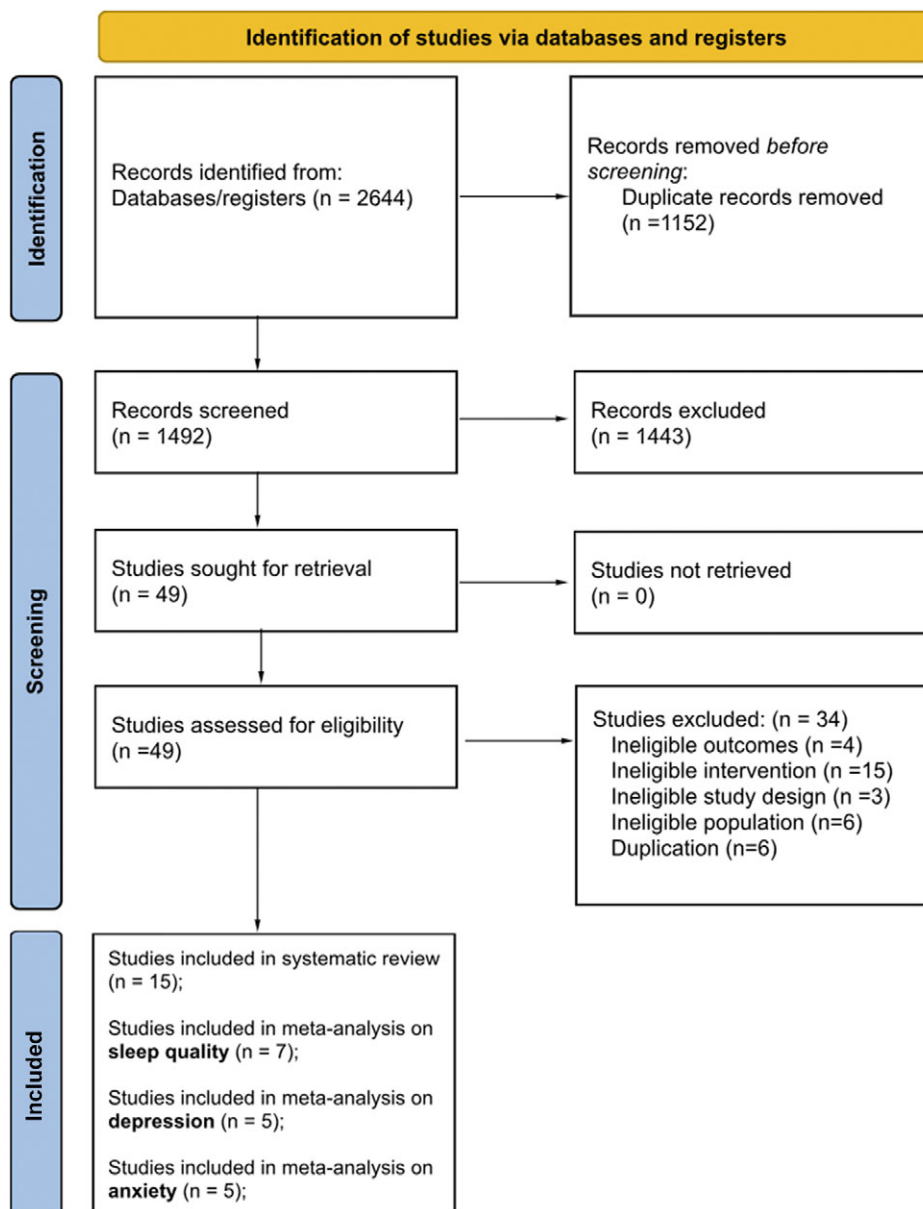 Identification of studies via databases and registers
Identification
Records identified from:
Databases/registers (n = 2644)
Records removed before
screening:
Duplicate records removed
(n =1152)
Screening
Records screened
(n = 1492)
Records excluded
(n = 1443)
Studies sought for retrieval
(n = 49)
Studies not retrieved
(n = 0)
Studies assessed for eligibility
(n =49)
Studies excluded: (n = 34)
Ineligible outcomes (n =4)
Ineligible intervention (n =15)
Ineligible study design (n =3)
Ineligible population (n=6)
Duplication (n=6)
Included
Studies included in systematic review
(n = 15);
Studies included in meta-analysis on
sleep quality (n = 7);
Studies included in meta-analysis on
depression (n = 5);
Studies included in meta-analysis on
anxiety (n = 5);